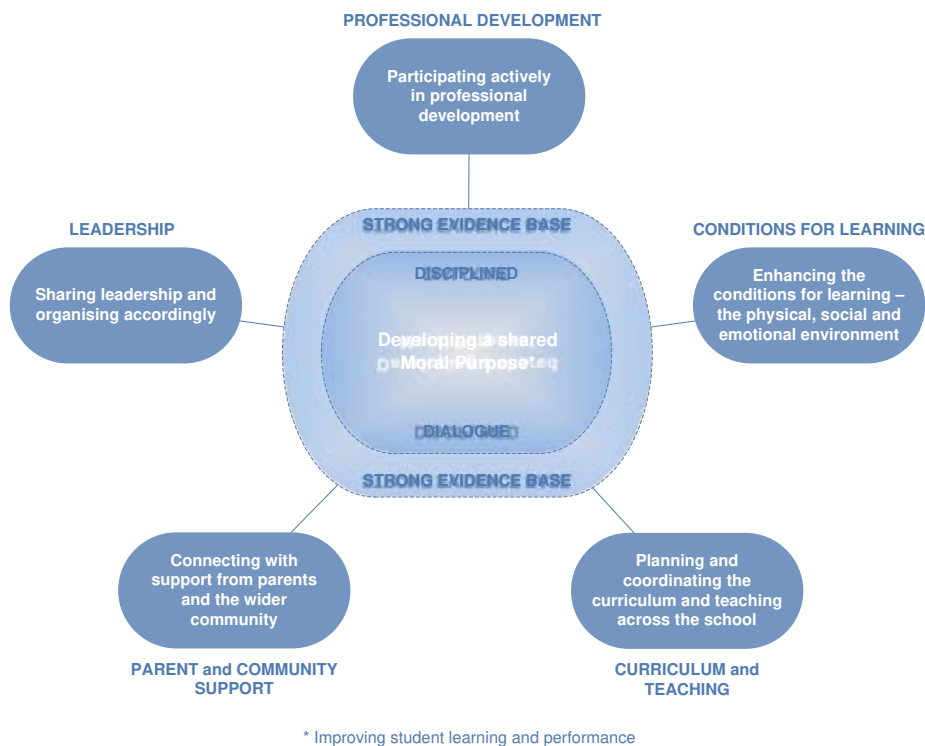 PROFESSIONAL DEVELOPMENT
Participating actively
in professional
development
LEADERSHIP
Sharing leadership and
organising accordingly
STRONG EVIDENCE BASE
DISCIPLINED
Developing a shared
Moral Purpose*
DIALOGUE
STRONG EVIDENCE BASE
CONDITIONS FOR LEARNING
Enhancing the
conditions for learning –
the physical, social and
emotional environment
Connecting with
support from parents
and the wider
community
PARENT and COMMUNITY
SUPPORT
Planning and
coordinating the
curriculum and teaching
across the school
CURRICULUM and
TEACHING
* Improving student learning and performance